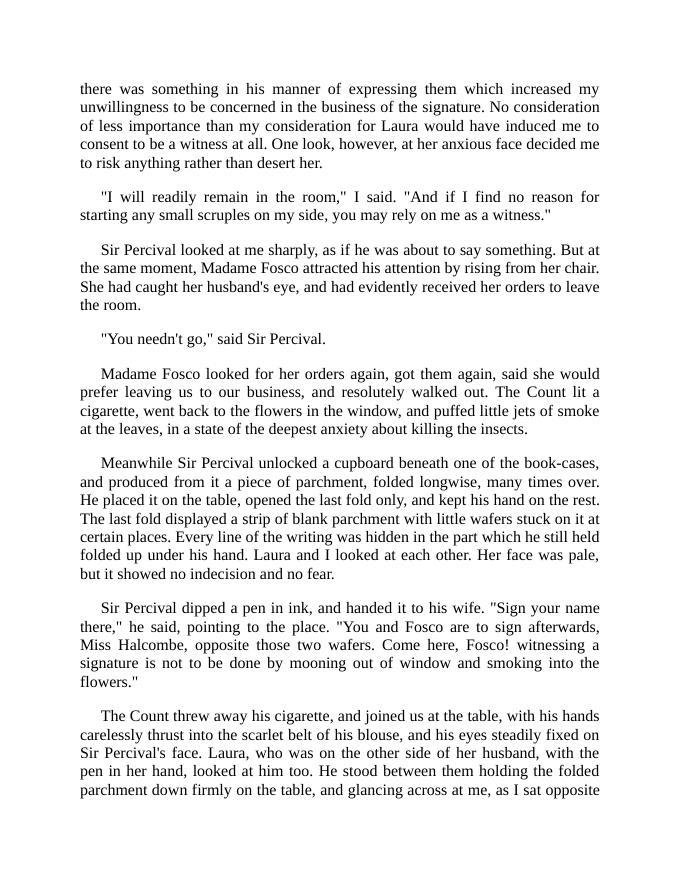 there was something in his manner of expressing them which increased my
unwillingness to be concerned in the business of the signature. No consideration
of less importance than my consideration for Laura would have induced me to
consent to be a witness at all. One look, however, at her anxious face decided me
to risk anything rather than desert her.
"I will readily remain in the room," I said. "And if I find no reason for
starting any small scruples on my side, you may rely on me as a witness."
Sir Percival looked at me sharply, as if he was about to say something. But at
the same moment, Madame Fosco attracted his attention by rising from her chair.
She had caught her husband's eye, and had evidently received her orders to leave
the room.
"You needn't go," said Sir Percival.
Madame Fosco looked for her orders again, got them again, said she would
prefer leaving us to our business, and resolutely walked out. The Count lit a
cigarette, went back to the flowers in the window, and puffed little jets of smoke
at the leaves, in a state of the deepest anxiety about killing the insects.
Meanwhile Sir Percival unlocked a cupboard beneath one of the book-cases,
and produced from it a piece of parchment, folded longwise, many times over.
He placed it on the table, opened the last fold only, and kept his hand on the rest.
The last fold displayed a strip of blank parchment with little wafers stuck on it at
certain places. Every line of the writing was hidden in the part which he still held
folded up under his hand. Laura and I looked at each other. Her face was pale,
but it showed no indecision and no fear.
Sir Percival dipped a pen in ink, and handed it to his wife. "Sign your name
there," he said, pointing to the place. "You and Fosco are to sign afterwards,
Miss Halcombe, opposite those two wafers. Come here, Fosco! witnessing a
signature is not to be done by mooning out of window and smoking into the
flowers."
The Count threw away his cigarette, and joined us at the table, with his hands
carelessly thrust into the scarlet belt of his blouse, and his eyes steadily fixed on
Sir Percival's face. Laura, who was on the other side of her husband, with the
pen in her hand, looked at him too. He stood between them holding the folded
parchment down firmly on the table, and glancing across at me, as I sat opposite